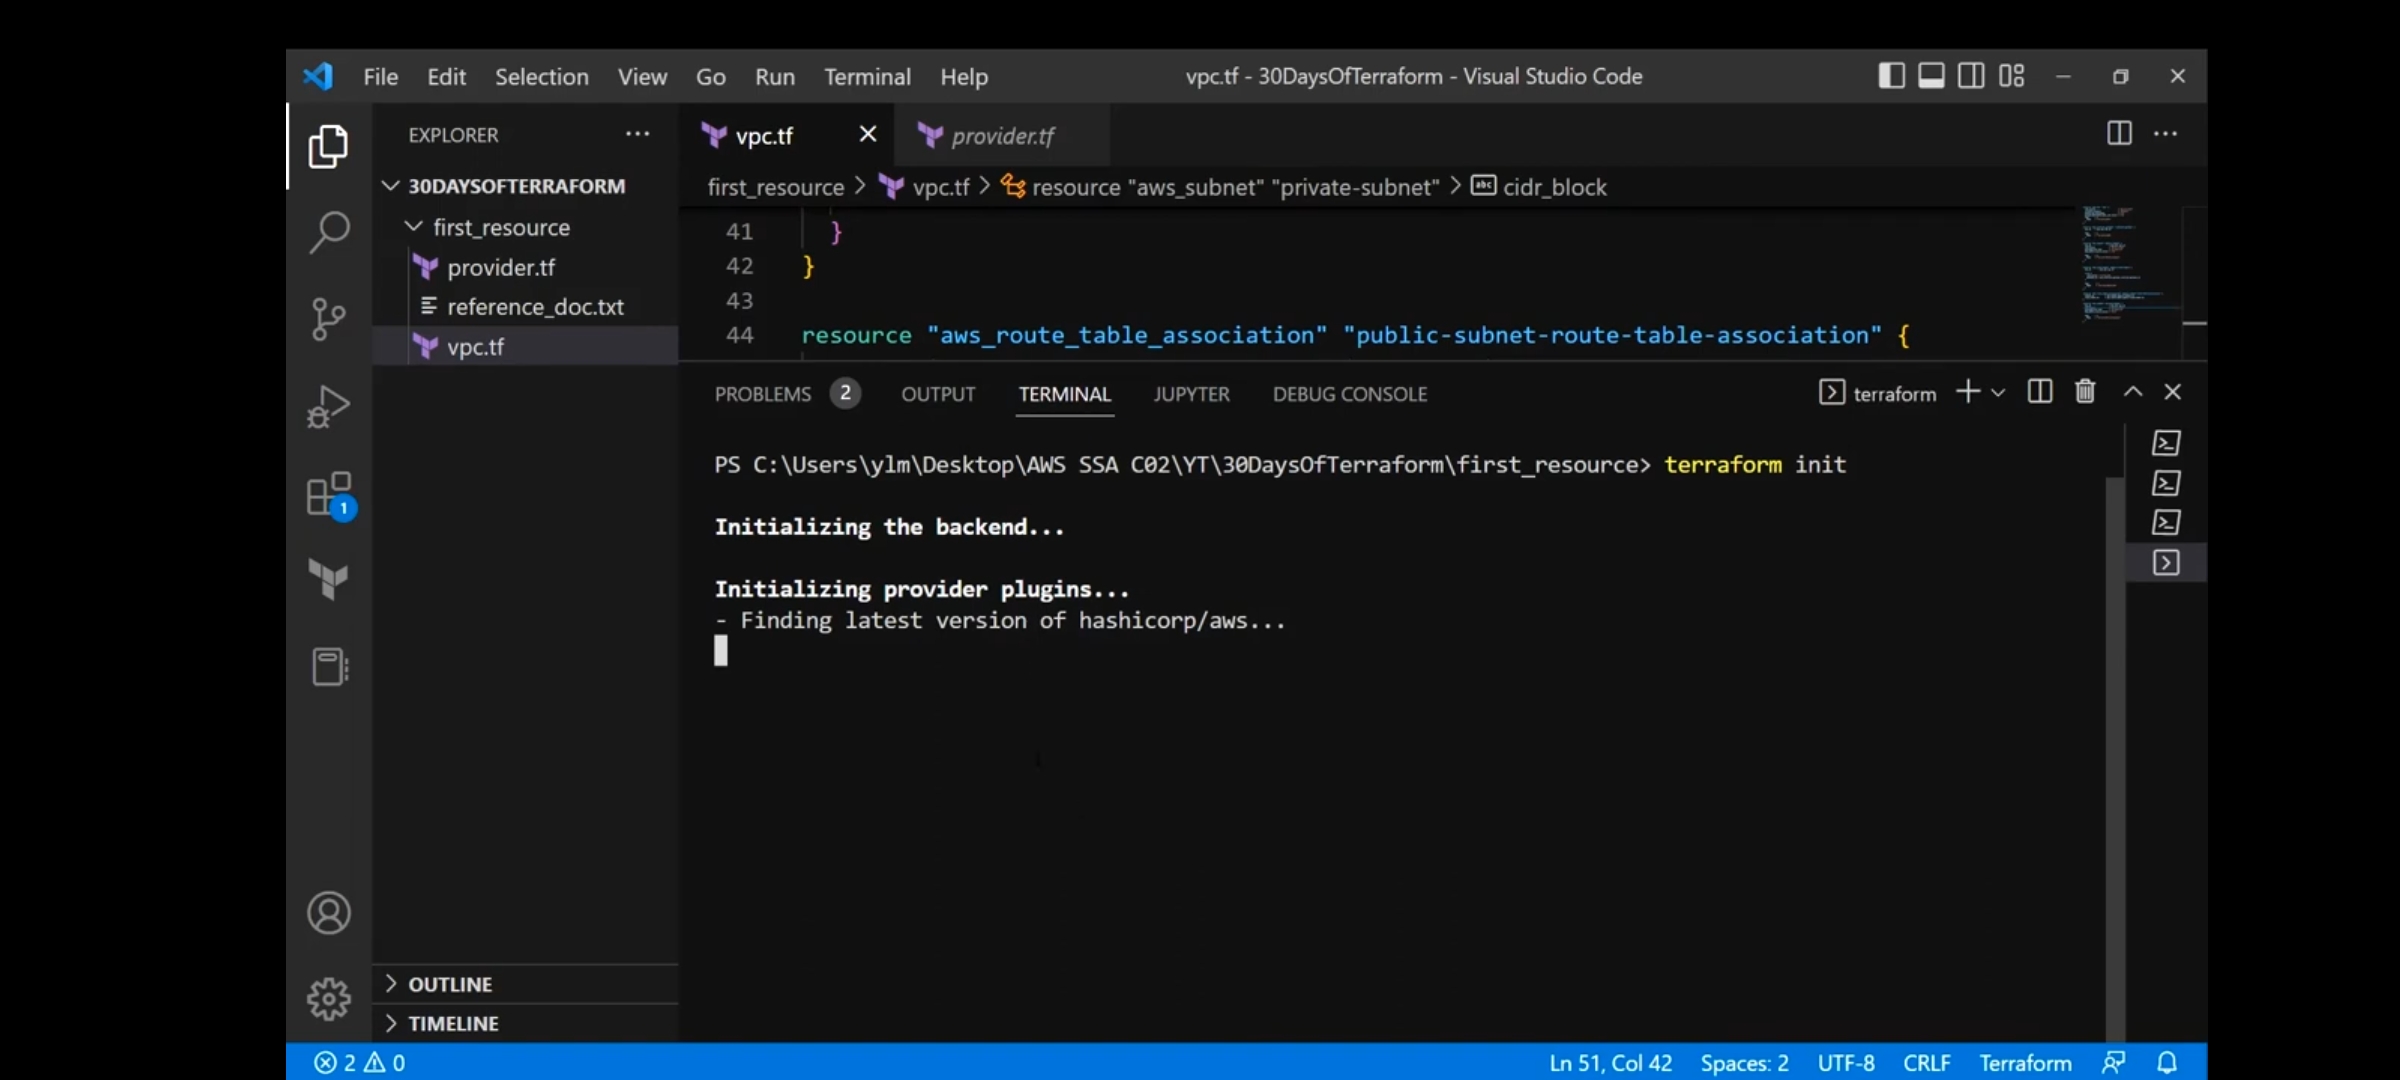 File Edit Selection View Go Run Terminal Help vpc.tf - 30DaysOfTerraform - Visual Studio Code
EXPLORER
30DAYSOFTERRAFORM
first_resource
provider.tf
reference_doc.txt
vpc.tf
1
OUTLINE
TIMELINE
vpc.tf provider.tf
first_resource > vpc.tf > resource "aws_subnet" "private-subnet" > abc cidr_block
41 }
42 }
43
44 resource "aws_route_table_association" "public-subnet-route-table-association" {
PROBLEMS 2 OUTPUT TERMINAL JUPYTER DEBUG CONSOLE terraform
PS C:\Users\ylm\Desktop\AWS SSA C02\YT\30DaysOfTerraform\first_resource> terraform init
Initializing the backend...
Initializing provider plugins...
- Finding latest version of hashicorp/aws...
2 0 Ln 51, Col 42 Spaces: 2 UTF-8 CRLF Terraform